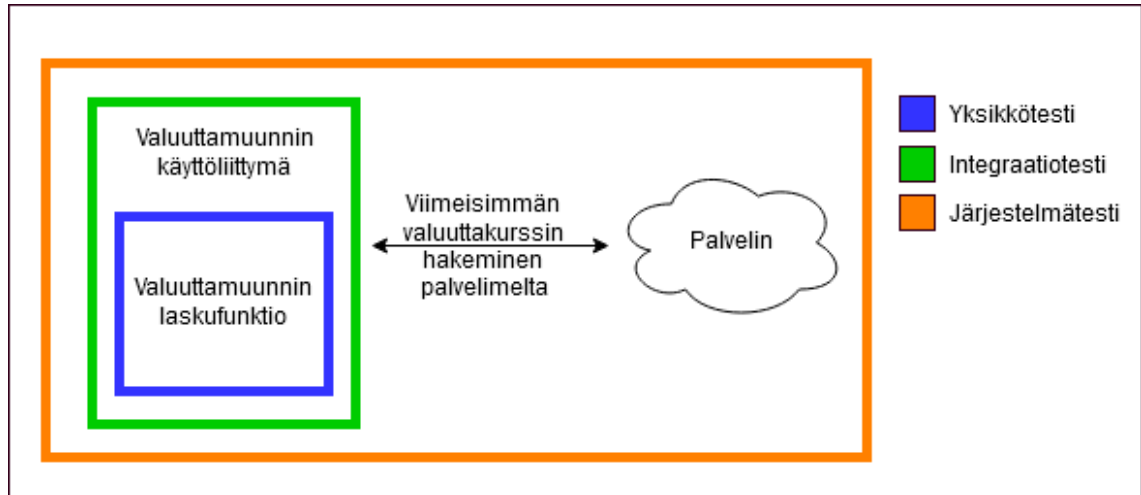 Valuuttamuunnin
käyttöliittymä
Valuuttamuunnin
laskufunktio
Viimeisimmän
valuuttakurssin
hakeminen
palvelimelta
Palvelin
Yksikkötesti
Integraatiotesti
Järjestelmätesti